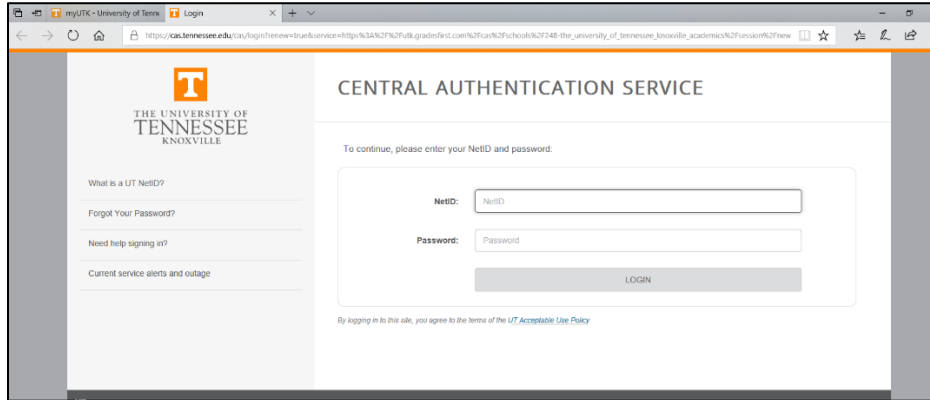 myUTK - University of Tenne
Login
https://cas.tennessee.edu/cas/login?renew=true&service=https%3A%2F%2Futk.gradesfirst.com%2Fcas%2Fschools%2F248-the_university_of_tennessee_knoxville_academics%2Fsession%2Fnew
T
THE UNIVERSITY OF
TENNESSEE
KNOXVILLE
What is a UT NetID?
Forgot Your Password?
Need help signing in?
Current service alerts and outage
CENTRAL AUTHENTICATION SERVICE
To continue, please enter your NetID and password:
NetID: NetID
Password: Password
LOGIN
By logging in to this site, you agree to the terms of the UT Acceptable Use Policy